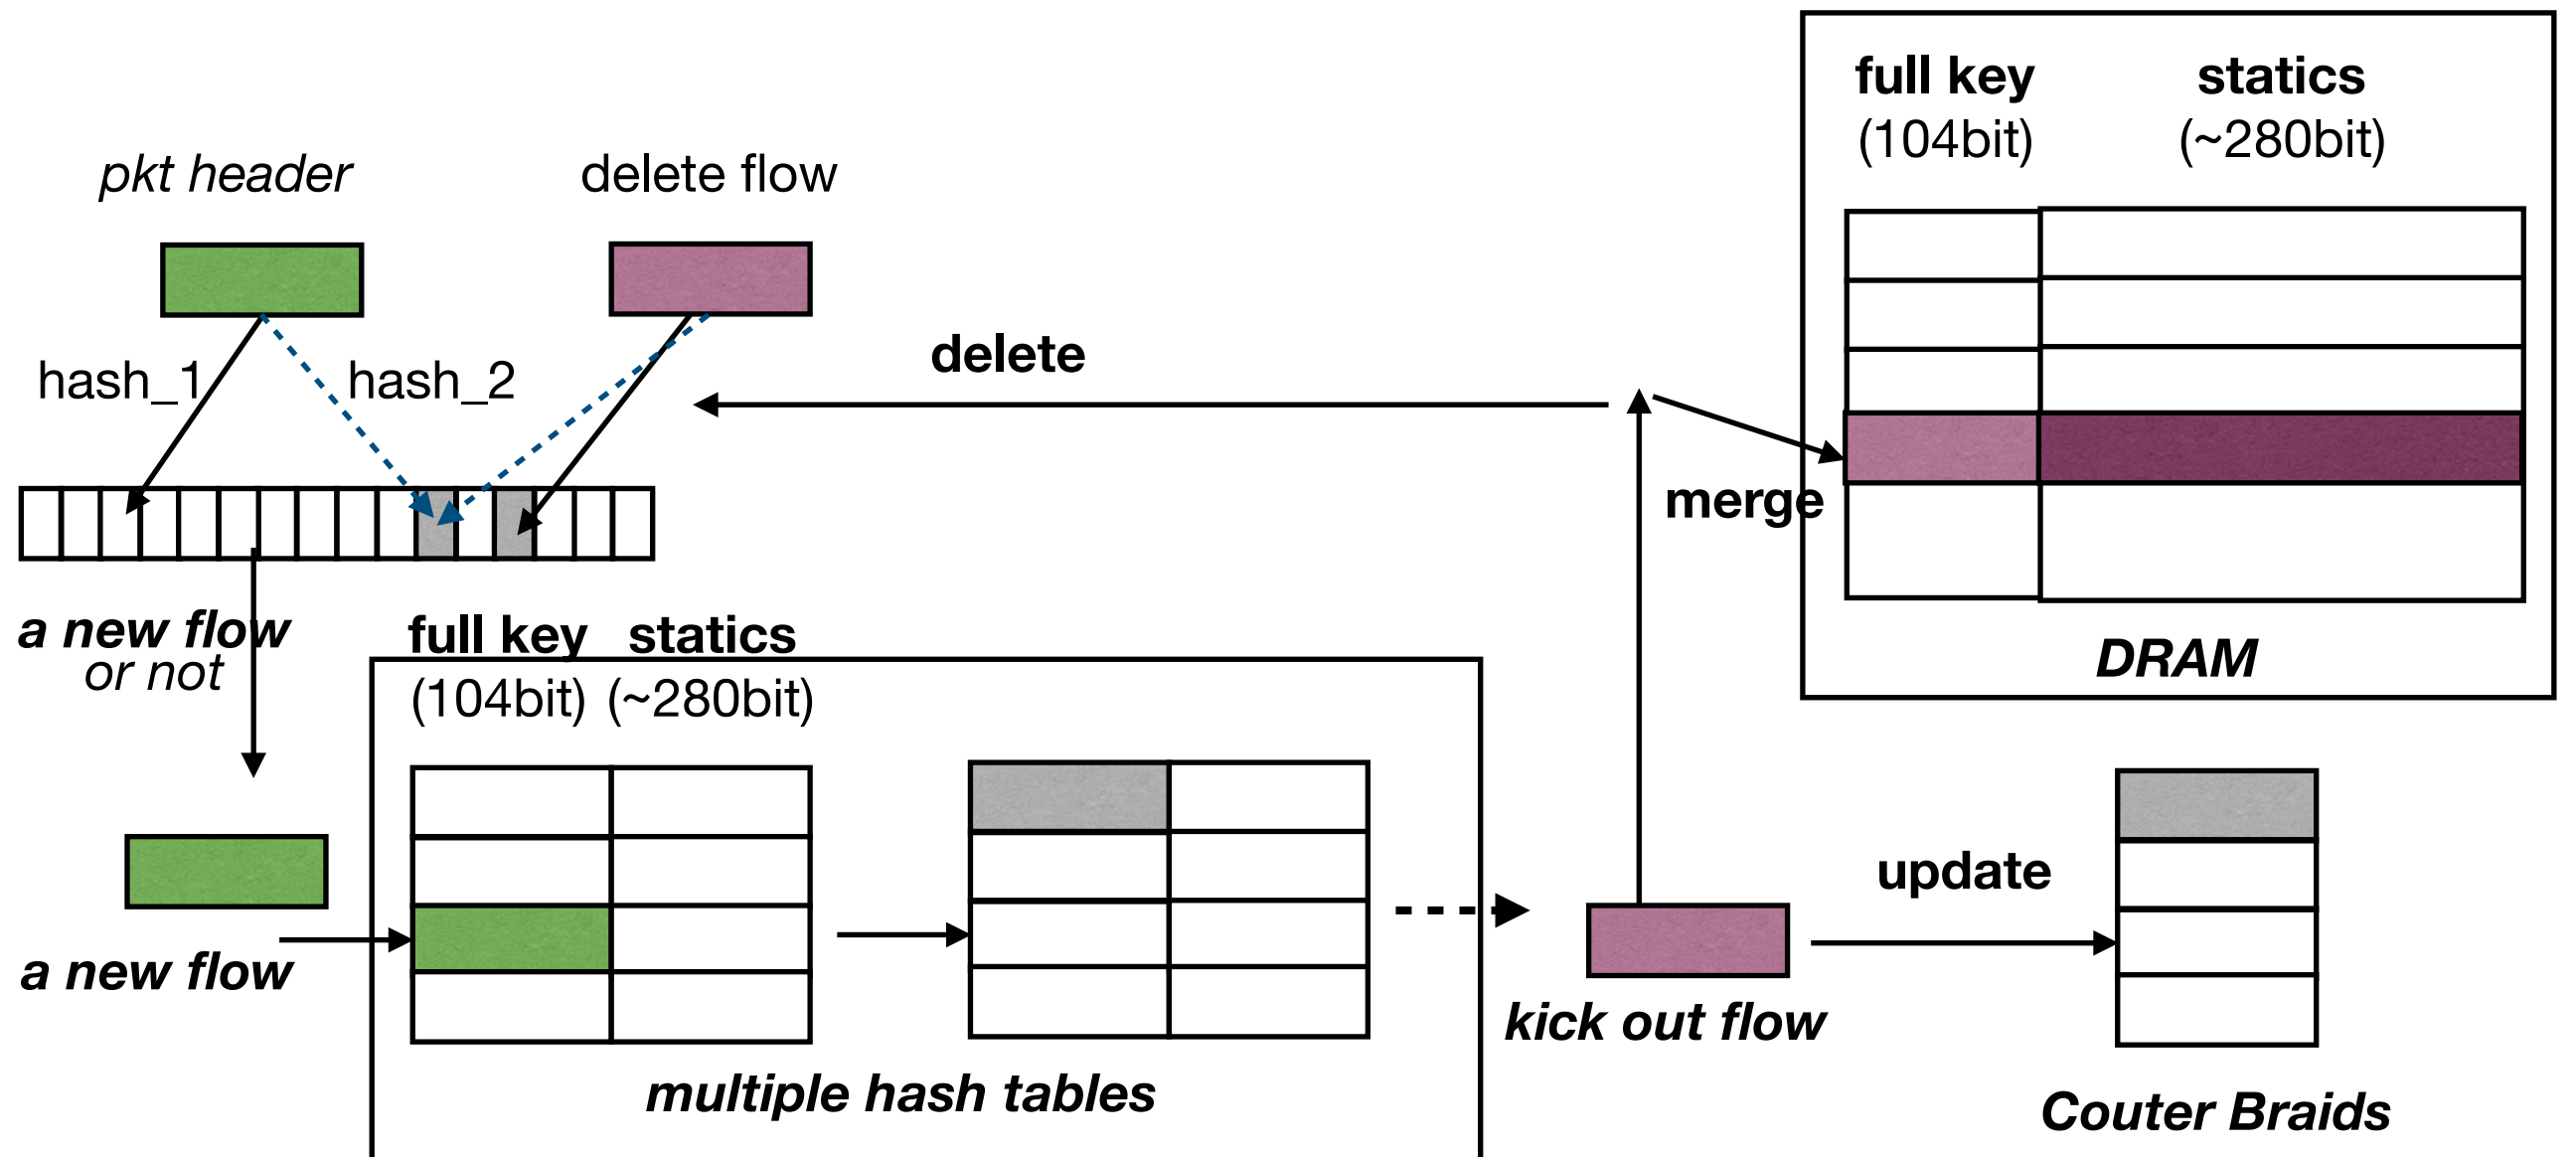 full key
statics
(104bit)
(~280bit)
pkt header
delete flow
hash_1
hash_2
delete
merge
a new flow
or not
full key
statics
(104bit)
(~280bit)
DRAM
update
a new flow
kick out flow
multiple hash tables
Couter Braids